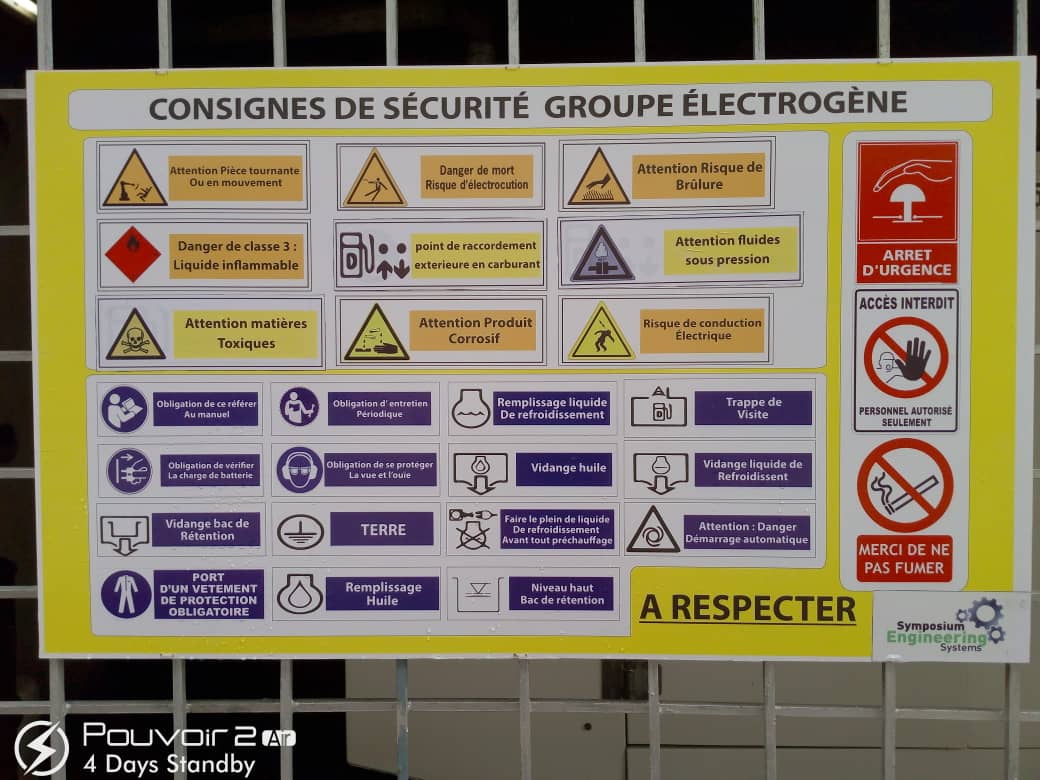 CONSIGNES DE SÉCURITÉ GROUPE ÉLECTROGÈNE
Attention Pièce tournante
Ou en mouvement
Danger de mort
Risque d'électrocution
Attention Risque de
Brûlure
Danger de classe 3 :
Liquide inflammable
D
point de raccordement
exterieure en carburant
Attention fluides
sous pression
Attention matières
Toxiques
Attention Produit
Corrosif
Risque de conduction
Électrique
ARRET
D'URGENCE
ACCÈS INTERDIT
PERSONNEL AUTORISÉ
SEULEMENT
MERCI DE NE
PAS FUMER
Obligation de ce référer
Au manuel
Obligation d' entretien
Périodique
Remplissage liquide
De refroidissement
D
Trappe de
Visite
Obligation de vérifier
La charge de batterie
Obligation de se protéger
La vue et l'ouïe
Vidange huile
Vidange liquide de
Refroidissent
Vidange bac de
Rétention
TERRE
Faire le plein de liquide
De refroidissement
Avant tout préchauffage
Attention : Danger
Démarrage automatique
PORT
D'UN VETEMENT
DE PROTECTION
OBLIGATOIRE
Remplissage
Huile
Niveau haut
Bac de rétention
A RESPECTER
Symposium
Engineering
Systems
Pouvoir 2 Air
4 Days Standby